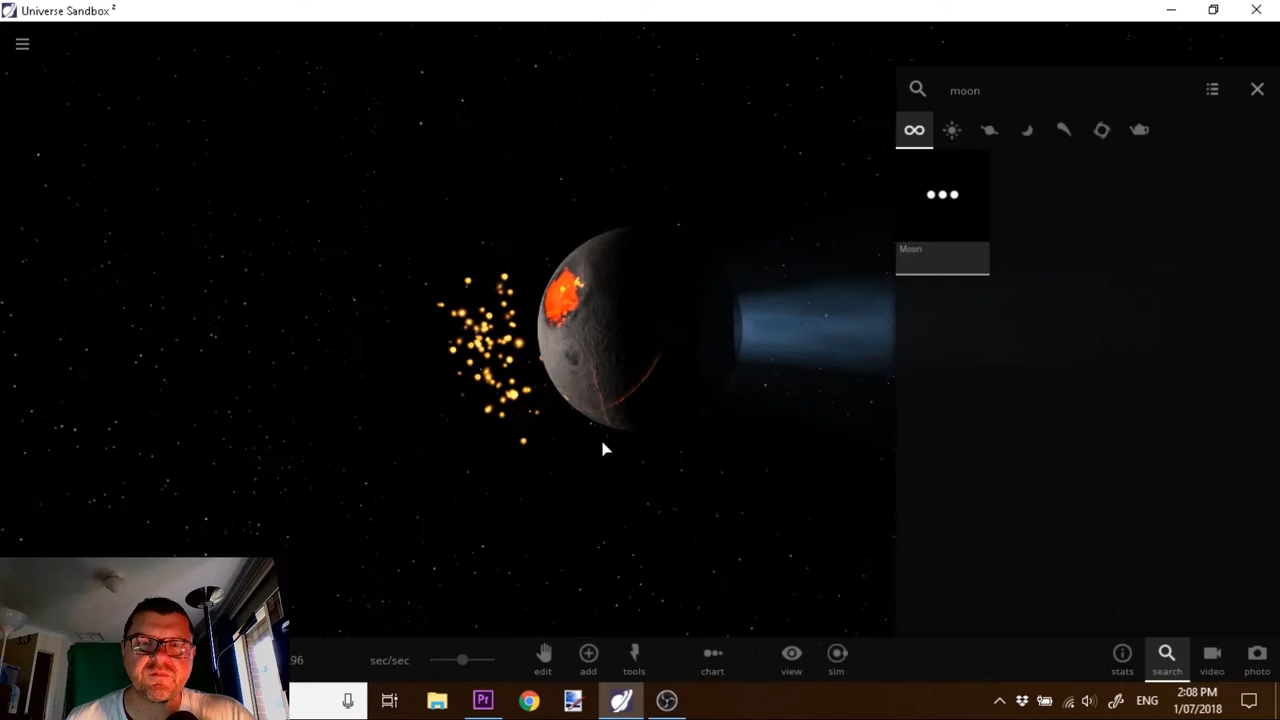 Universe Sandbox ²
moon
Moon
96
sec/sec
edit
add
tools
chart
view
sim
stats
search
video
photo
Pr
ENG
2:08 PM
1/07/2018